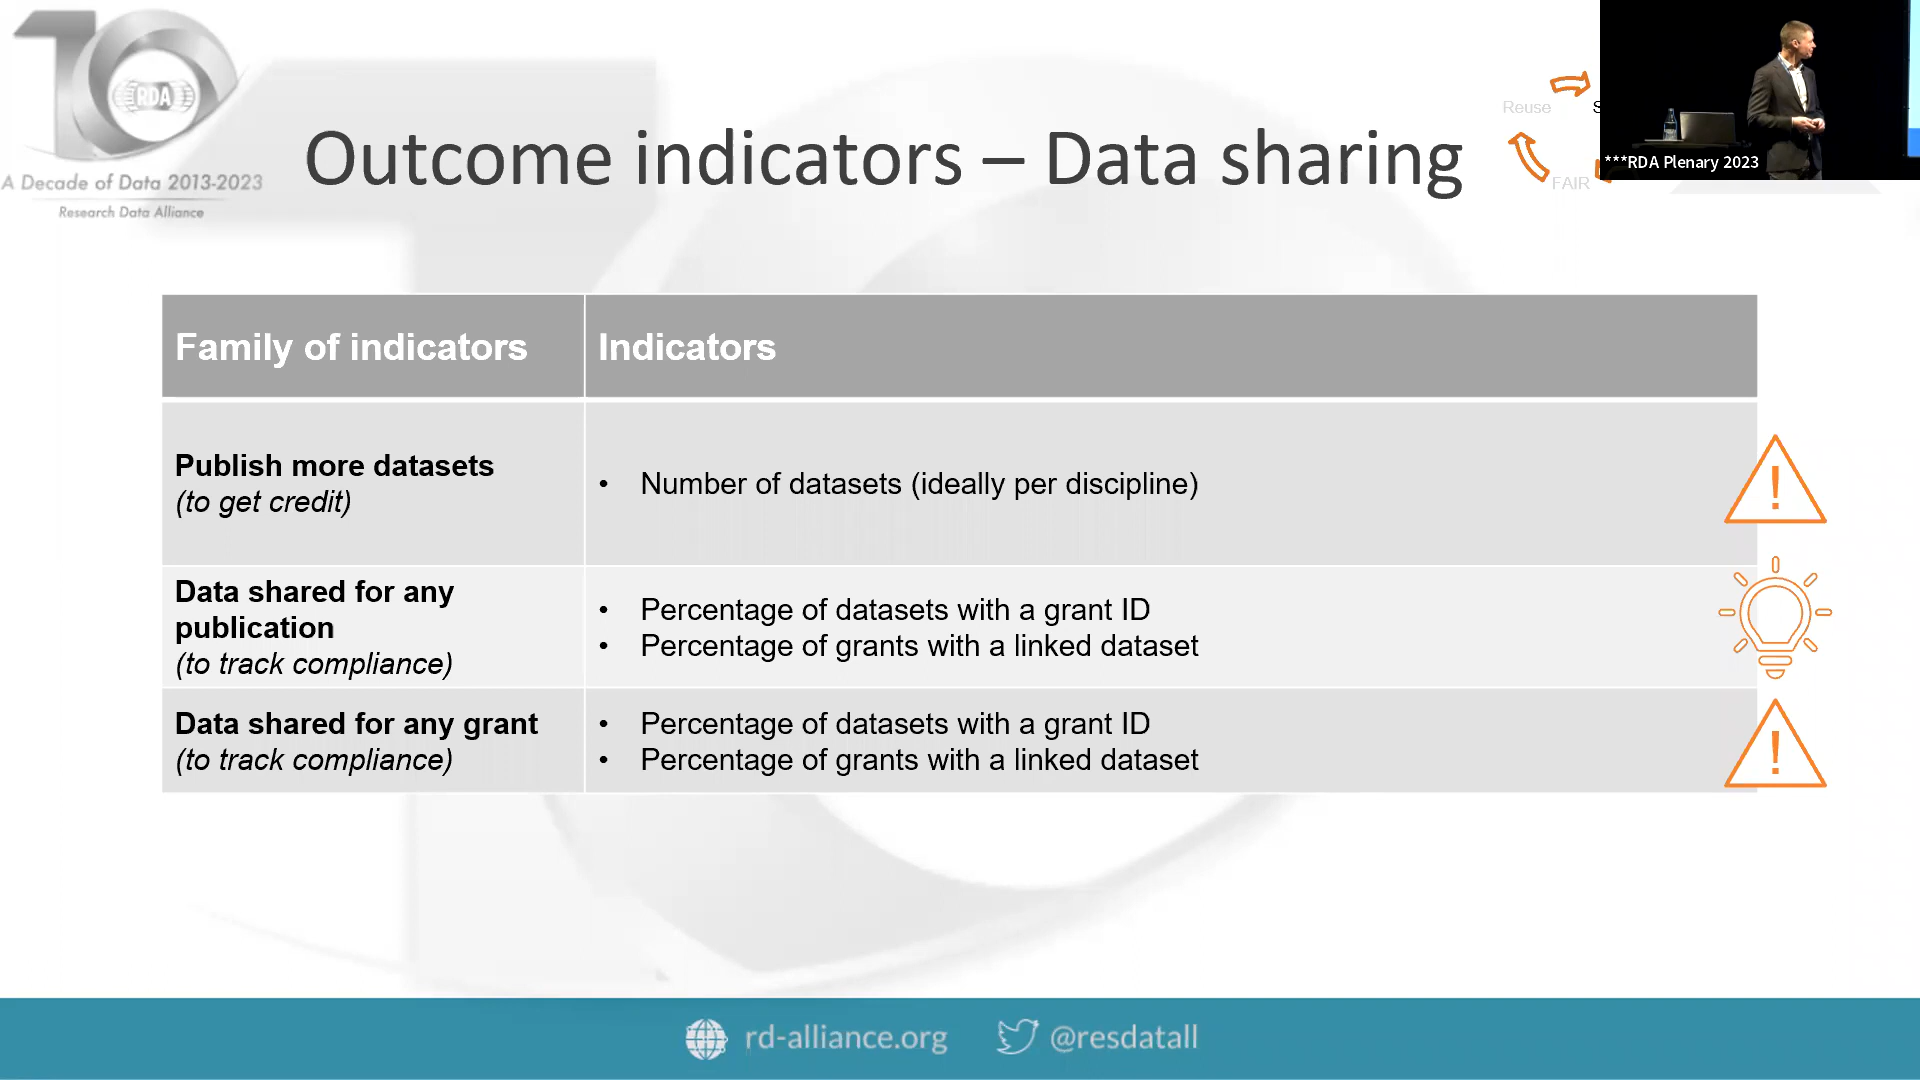 RDA
A Decade of Data 2013-2023
Research Data Alliance
Outcome indicators – Data sharing
Reuse
FAIR
***RDA Plenary 2023
Family of indicators
Indicators
Publish more datasets
(to get credit)
• Number of datasets (ideally per discipline)
!
Data shared for any
publication
(to track compliance)
• Percentage of datasets with a grant ID
• Percentage of grants with a linked dataset
Data shared for any grant
(to track compliance)
• Percentage of datasets with a grant ID
• Percentage of grants with a linked dataset
!
rd-alliance.org
@resdatall